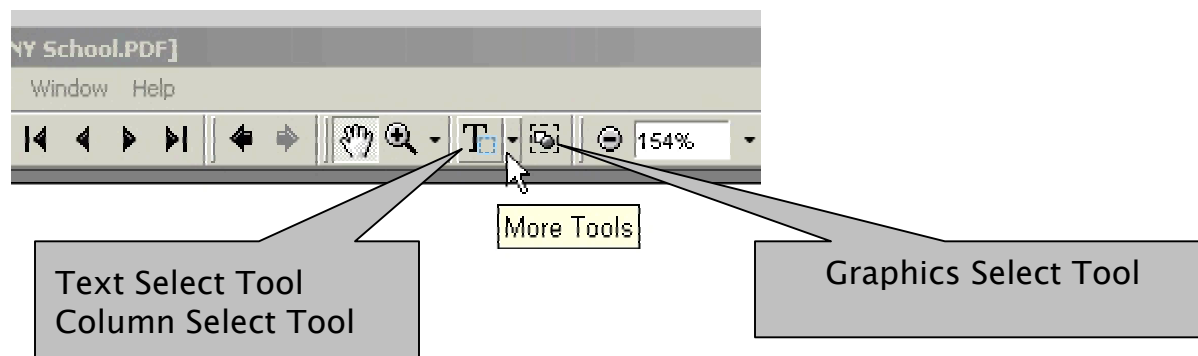 NY School.PDF]
Window Help
154%
More Tools
Text Select Tool
Column Select Tool
Graphics Select Tool